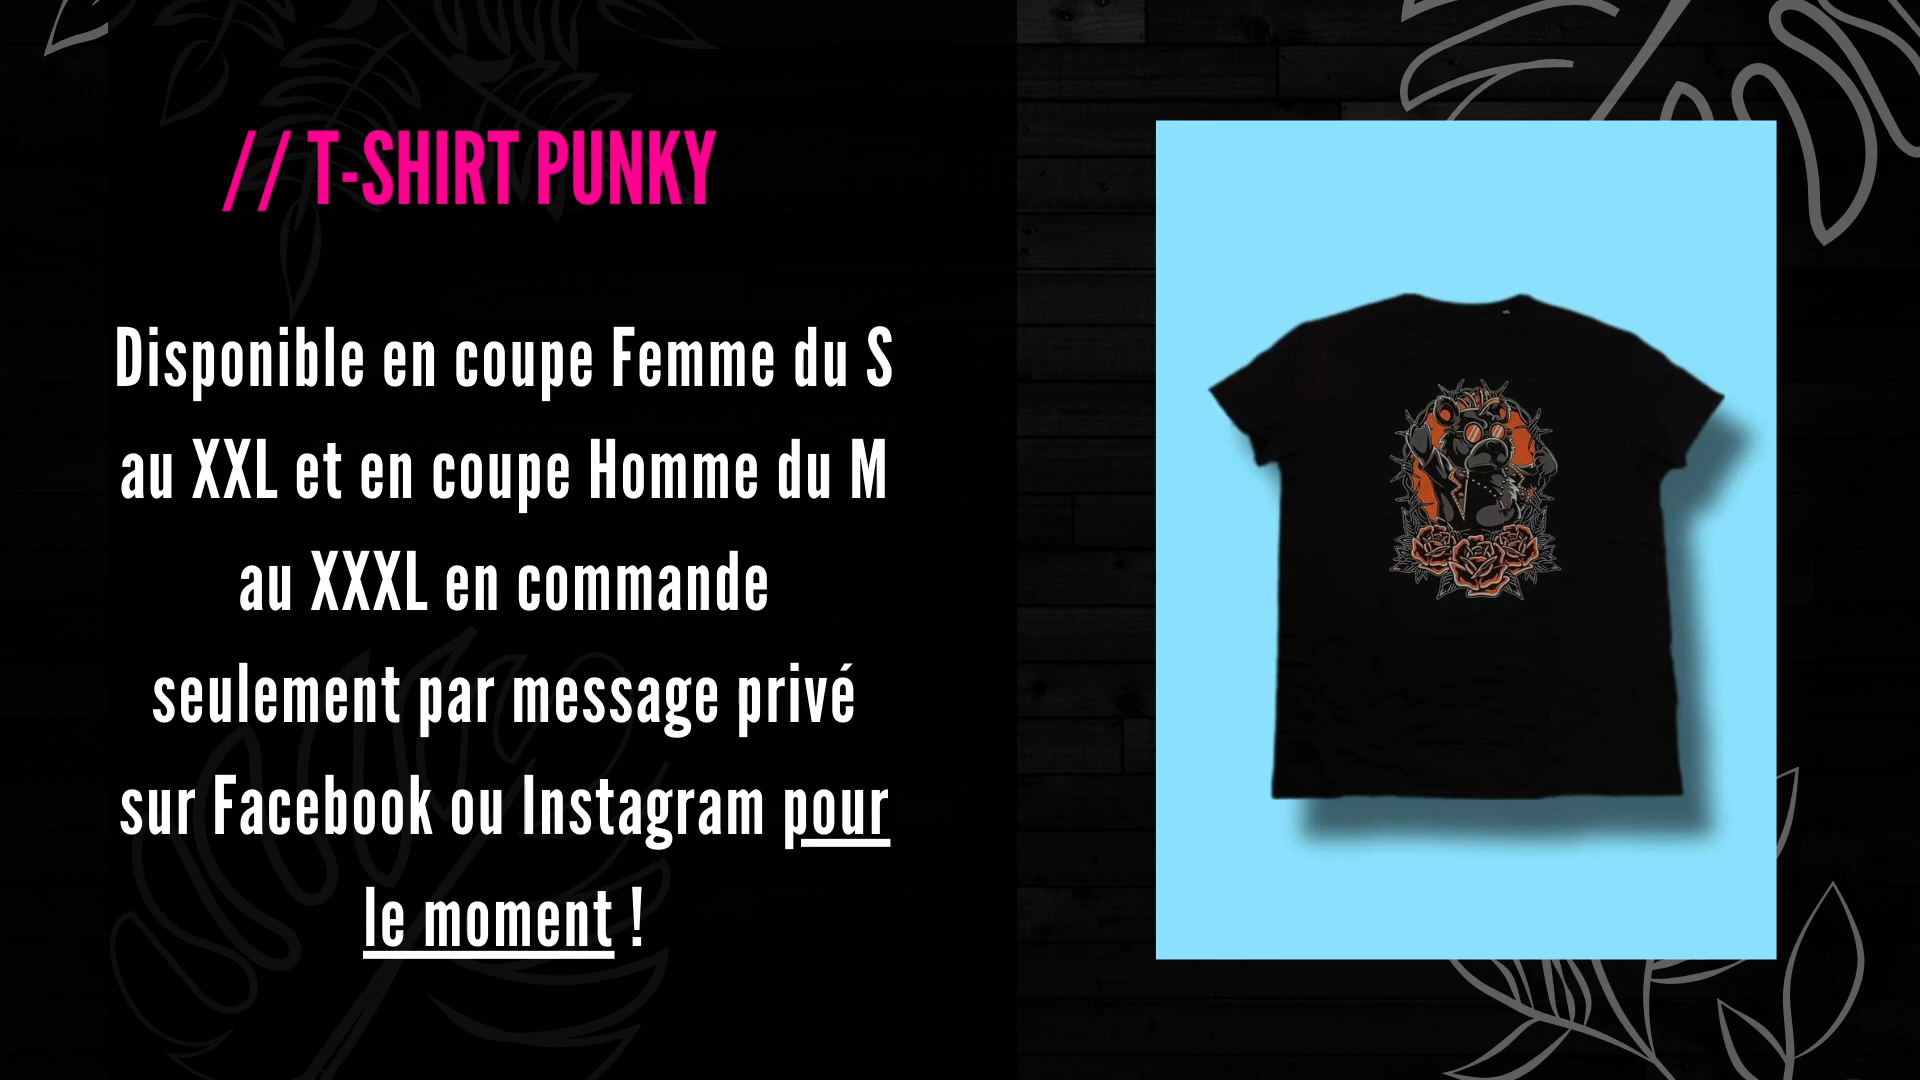 // T-SHIRT PUNKY
Disponible en coupe Femme du S
au XXL et en coupe Homme du M
au XXXL en commande
seulement par message privé
sur Facebook ou Instagram pour
le moment !